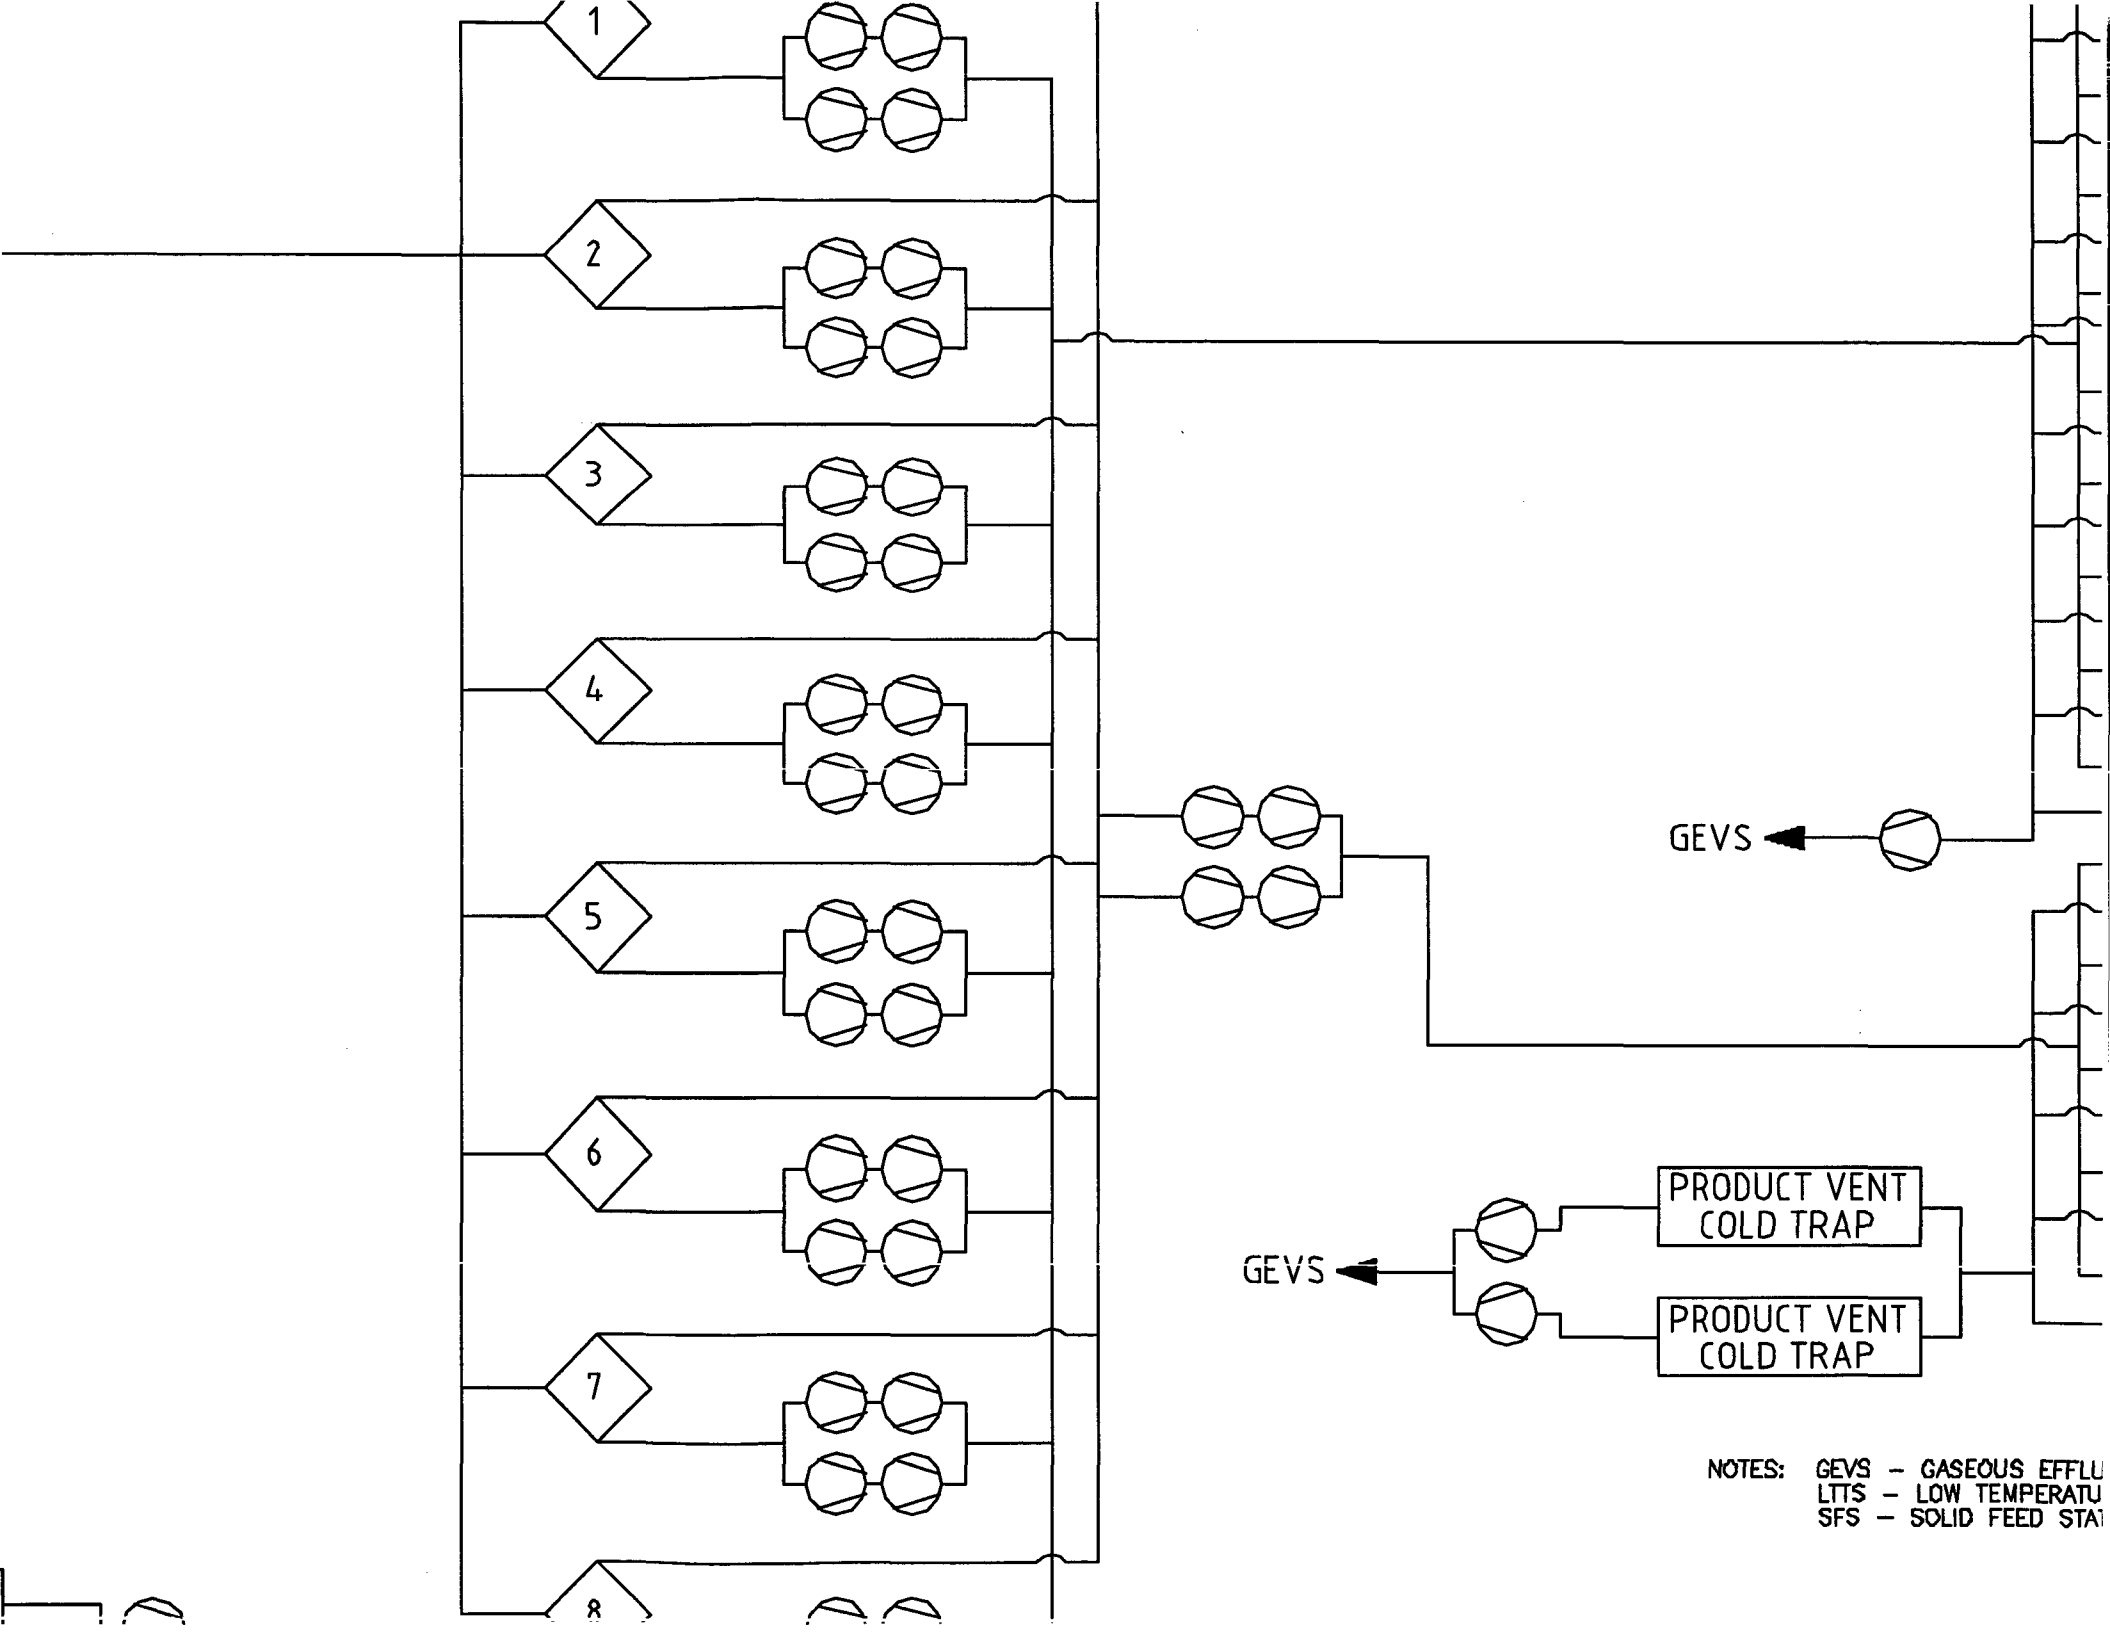 1
2
3
4
5
6
7
8
GEVS
PRODUCT VENT
COLD TRAP
GEVS
PRODUCT VENT
COLD TRAP
NOTES: GEVS – GASEOUS EFFLU
LTTS – LOW TEMPERATU
SFS – SOLID FEED STAT